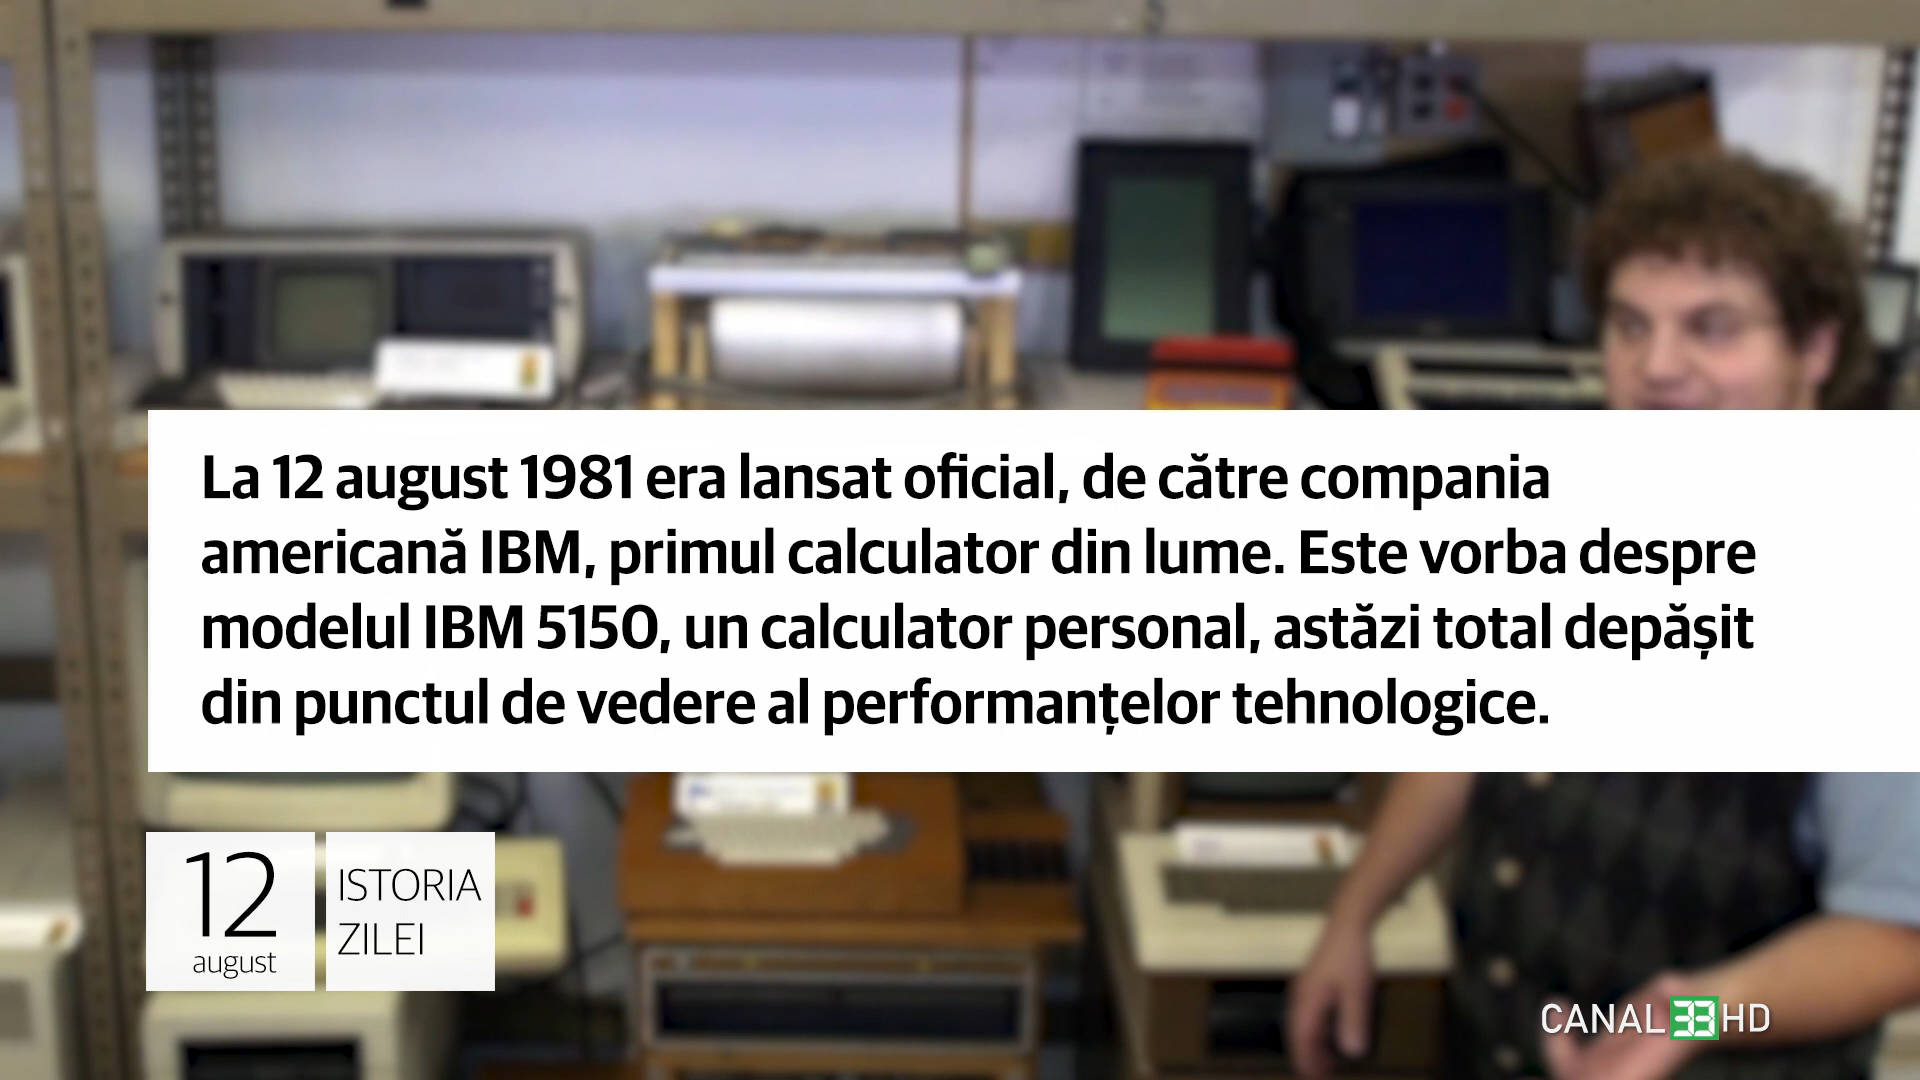 La 12 august 1981 era lansat oficial, de către compania
americană IBM, primul calculator din lume. Este vorba despre
modelul IBM 5150, un calculator personal, astăzi total depășit
din punctul de vedere al performanțelor tehnologice.
12
august
ISTORIA
ZILEI
CANAL 33 HD